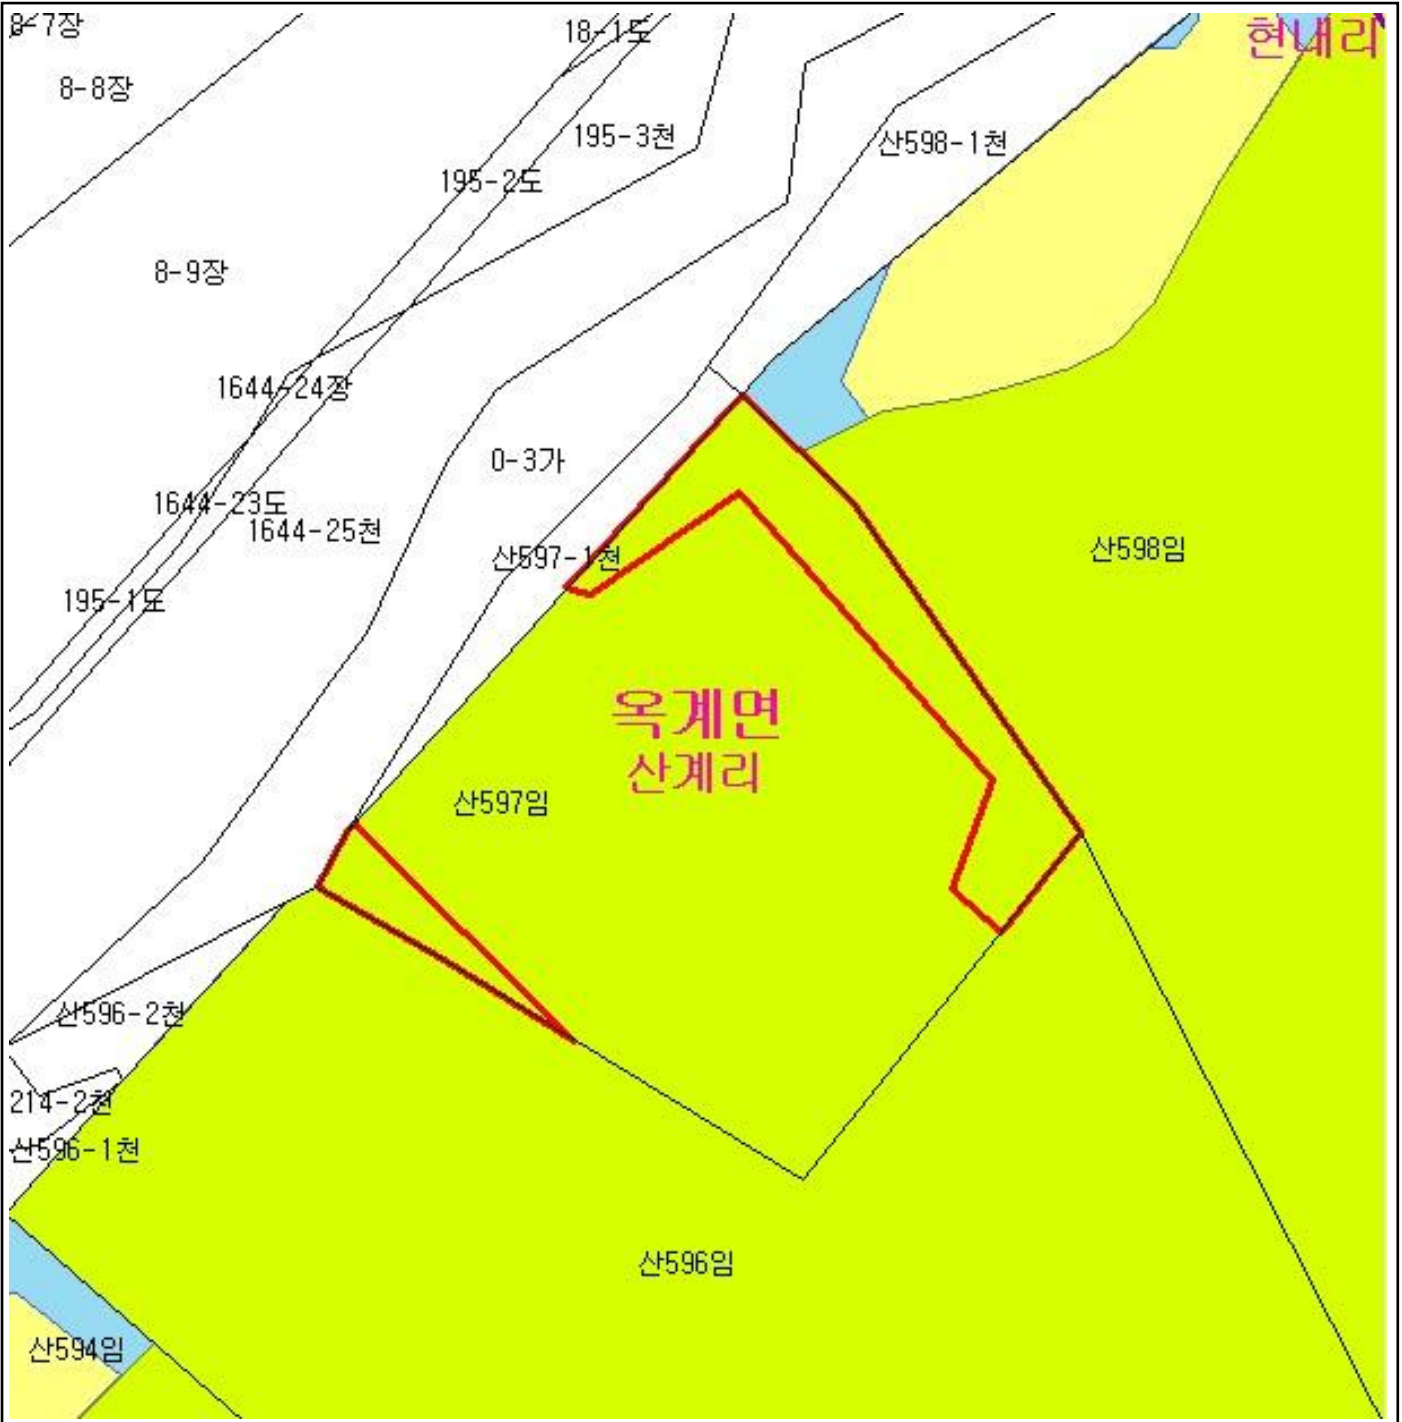 8-7장
18-1도
현내리
8-8장
195-3천
산598-1천
195-2도
8-9장
1644-24장
0-3가
1644-23도
1644-25천
산597-1천
산598임
195-1도
옥계면
산계리
산597임
산596-2천
214-2천
산596-1천
산596임
산594임